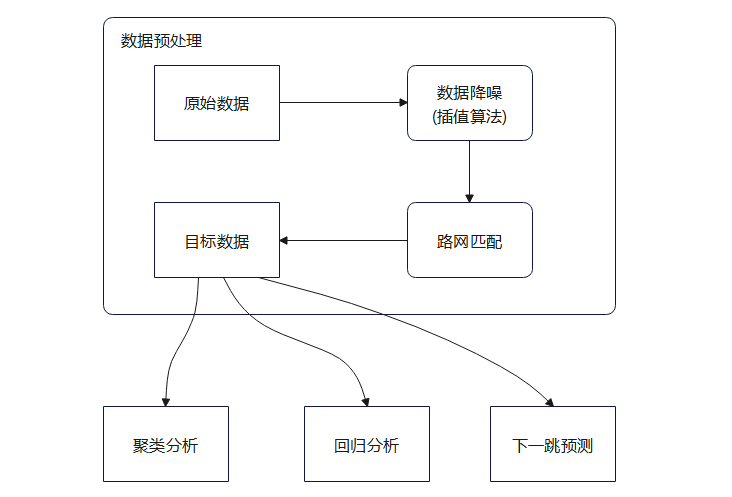 数据预处理
原始数据
数据降噪
(插值算法)
目标数据
路网匹配
聚类分析
回归分析
下一跳预测